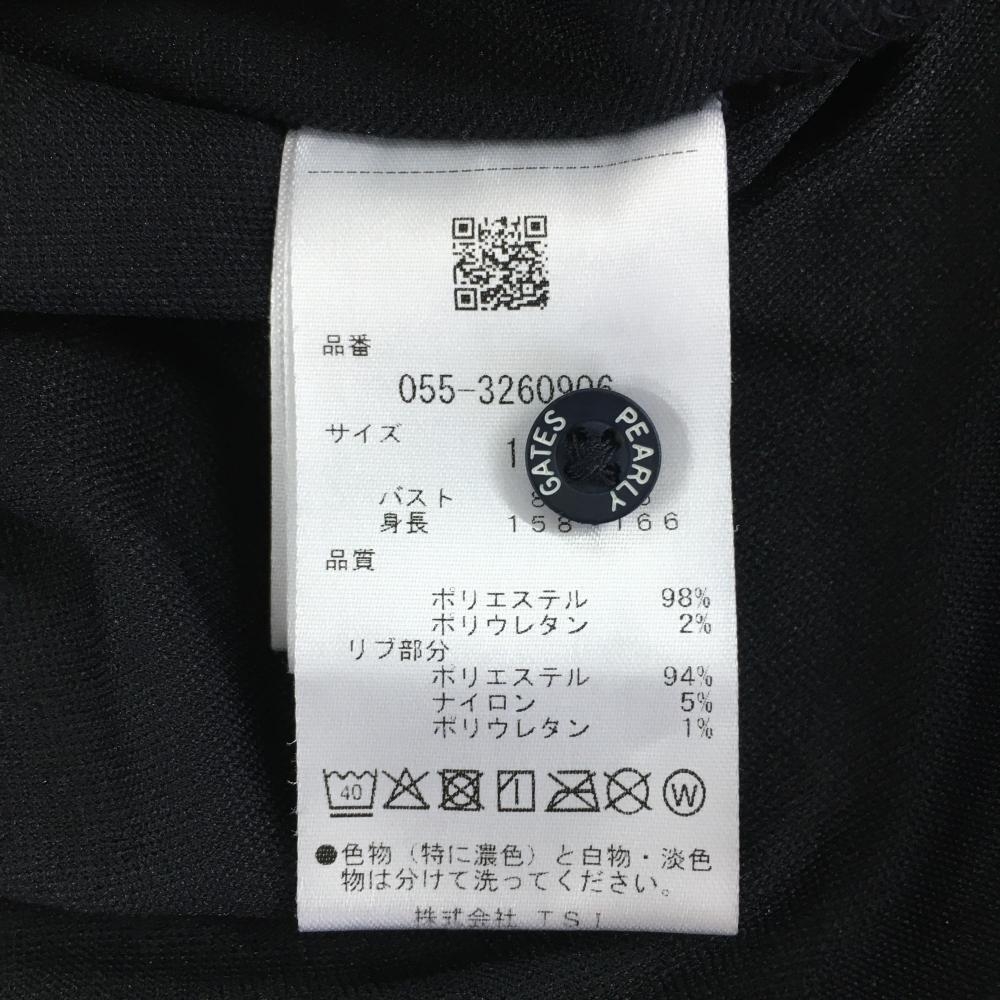 品番
055-3260906
サイズ
1
PEARLY GATES
バスト
身長 158 166
品質
ポリエステル 98%
ポリウレタン 2%
リブ部分
ポリエステル 94%
ナイロン 5%
ポリウレタン 1%
40 W
●色物(特に濃色)と白物・淡色
物は分けて洗ってください。
株式会社 TSI